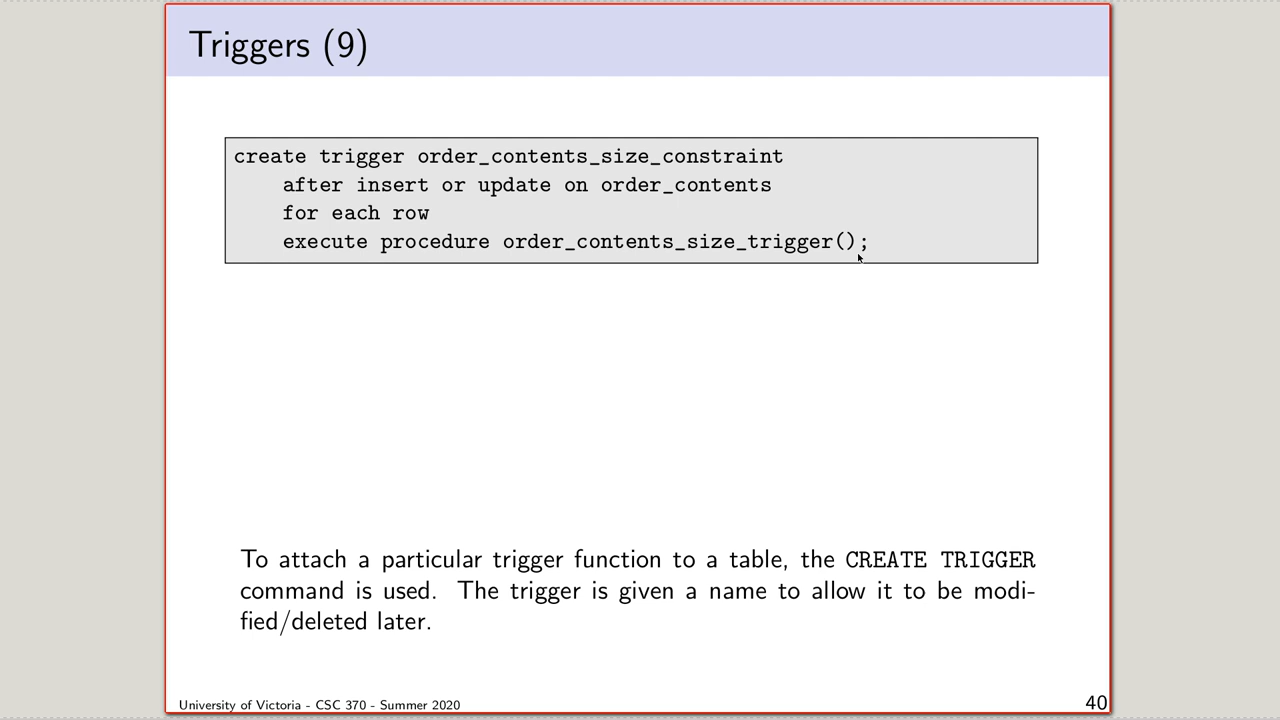 Triggers (9)
create trigger order_contents_size_constraint
after insert or update on order_contents
for each row
execute procedure order_contents_size_trigger();
To attach a particular trigger function to a table, the CREATE TRIGGER
command is used. The trigger is given a name to allow it to be modi-
fied/deleted later.
University of Victoria - CSC 370 - Summer 2020
40